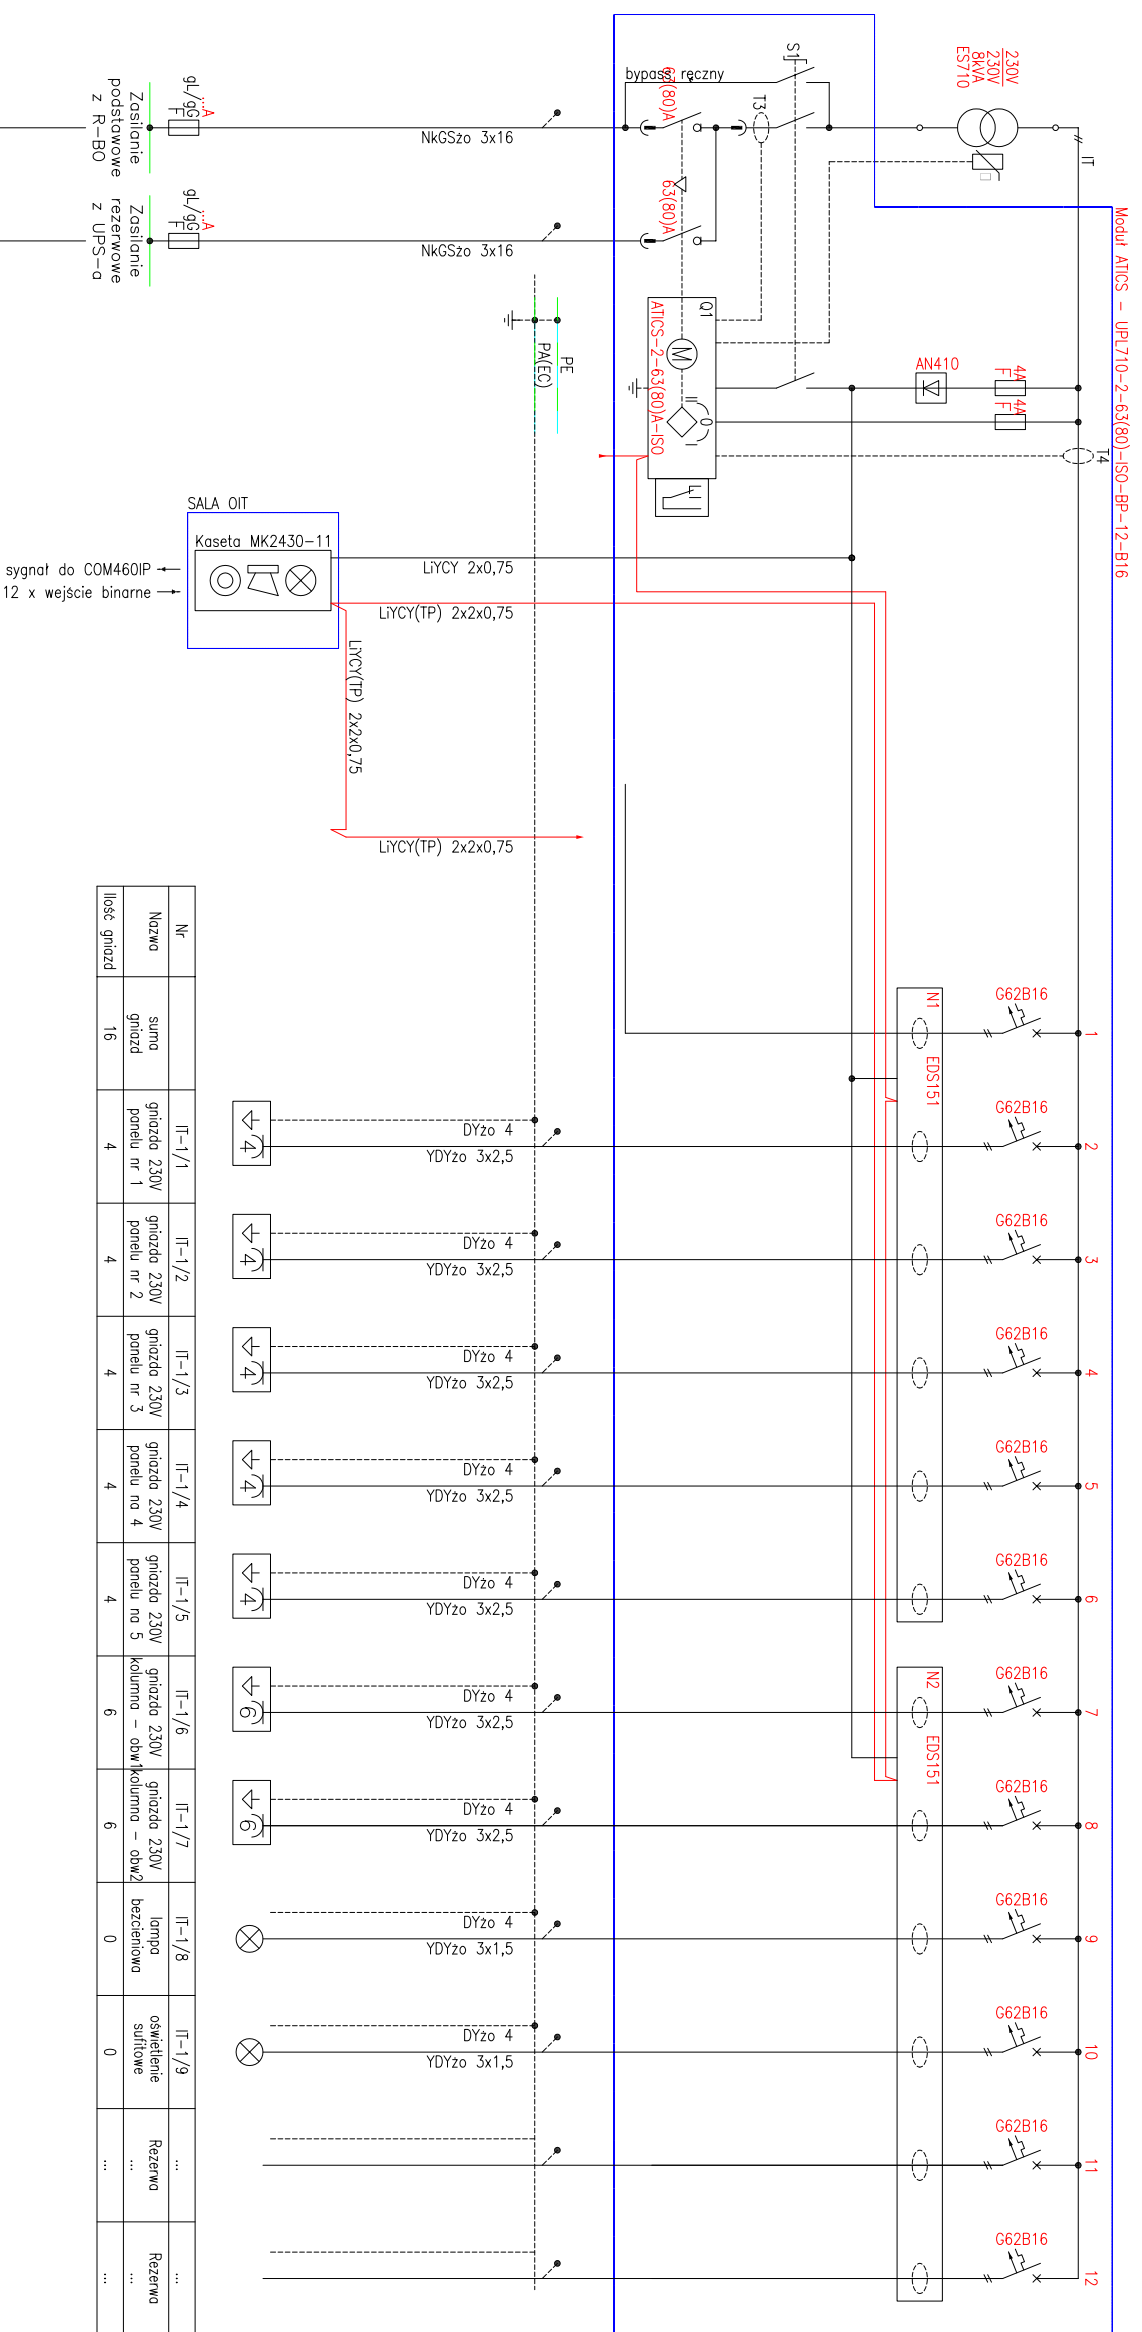 Moduł ATICS - UPL710-2-63(80)-ISO-BP-12-B16
230V
230V
8kVA
ES710
IT
S1
bypass ręczny
63(80)A
T3
63(80)A
NkGSżo 3x16
NkGSżo 3x16
...A
gL/gG
F
...A
gL/gG
F
Zasilanie
podstawowe
z R-BO
Zasilanie
rezerwowe
z UPS-a
Q1
M
II
0
I
ATICS-2-63(80)A-ISO
PE
PA(EC)
AN410
4A
F
4A
F
T4
SALA OIT
Kaseta MK2430-11
sygnał do COM460IP
12 x wejście binarne
LiYCY 2x0,75
LiYCY(TP) 2x2x0,75
LiYCY(TP) 2x2x0,75
LiYCY(TP) 2x2x0,75
N1
EDS151
N2
EDS151
G62B16
1
G62B16
2
G62B16
3
G62B16
4
G62B16
5
G62B16
6
G62B16
7
G62B16
8
G62B16
9
G62B16
10
G62B16
11
G62B16
12
DYżo 4
YDYżo 3x2,5
4
DYżo 4
YDYżo 3x2,5
4
DYżo 4
YDYżo 3x2,5
4
DYżo 4
YDYżo 3x2,5
4
DYżo 4
YDYżo 3x2,5
4
DYżo 4
YDYżo 3x2,5
6
DYżo 4
YDYżo 3x2,5
6
DYżo 4
YDYżo 3x1,5
DYżo 4
YDYżo 3x1,5
Nr
Nazwa
Ilość gniazd
suma
gniazd
16
IT-1/1
gniazda 230V
panelu nr 1
4
IT-1/2
gniazda 230V
panelu nr 2
4
IT-1/3
gniazda 230V
panelu nr 3
4
IT-1/4
gniazda 230V
panelu na 4
4
IT-1/5
gniazda 230V
panelu na 5
4
IT-1/6
gniazda 230V
kolumna - obw1
6
IT-1/7
gniazda 230V
kolumna - obw2
6
IT-1/8
lampa
bezcieniowa
0
IT-1/9
oświetlenie
sufitowe
0
...
Rezerwa
...
...
...
Rezerwa
...
...